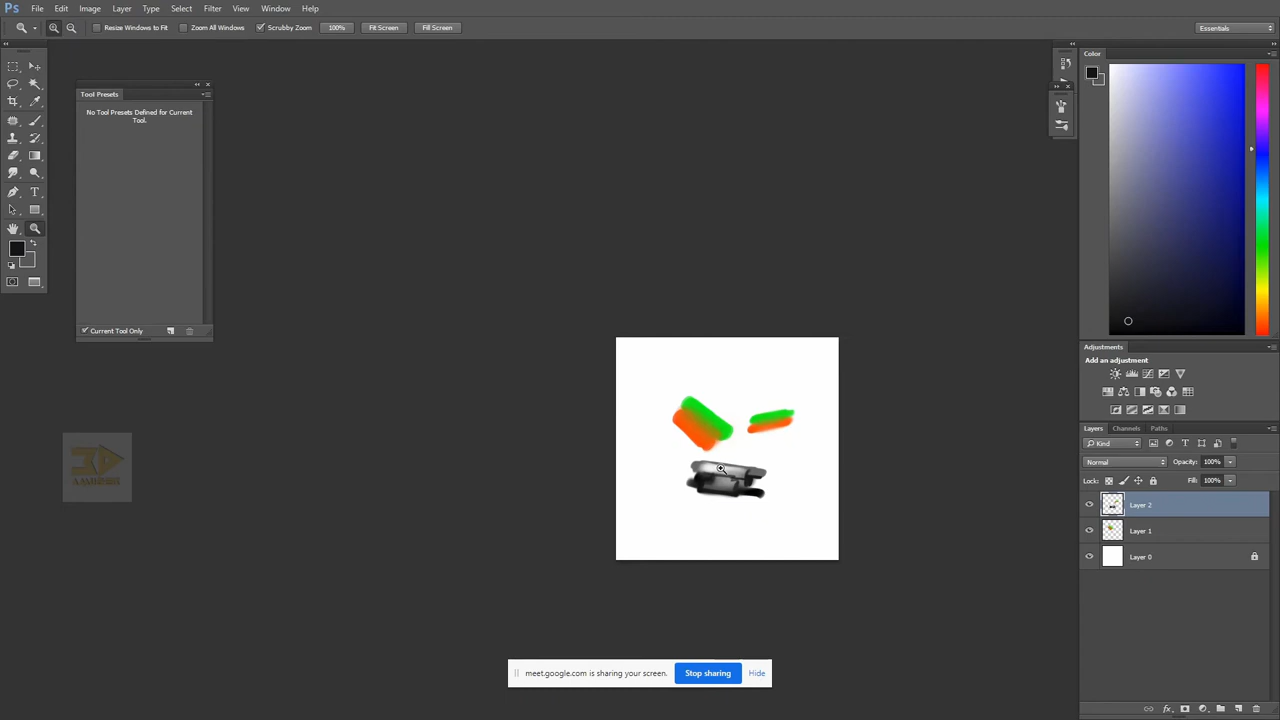 Ps File Edit Image Layer Type Select Filter View Window Help
Resize Windows to Fit Zoom All Windows Scrubby Zoom 100% Fit Screen Fill Screen Essentials
Tool Presets
No Tool Presets Defined for Current
Tool.
Current Tool Only
Color
Adjustments
Add an adjustment
Layers Channels Paths
Kind
Normal Opacity: 100%
Lock: Fill: 100%
Layer 2
Layer 1
Layer 0
meet.google.com is sharing your screen. Stop sharing Hide